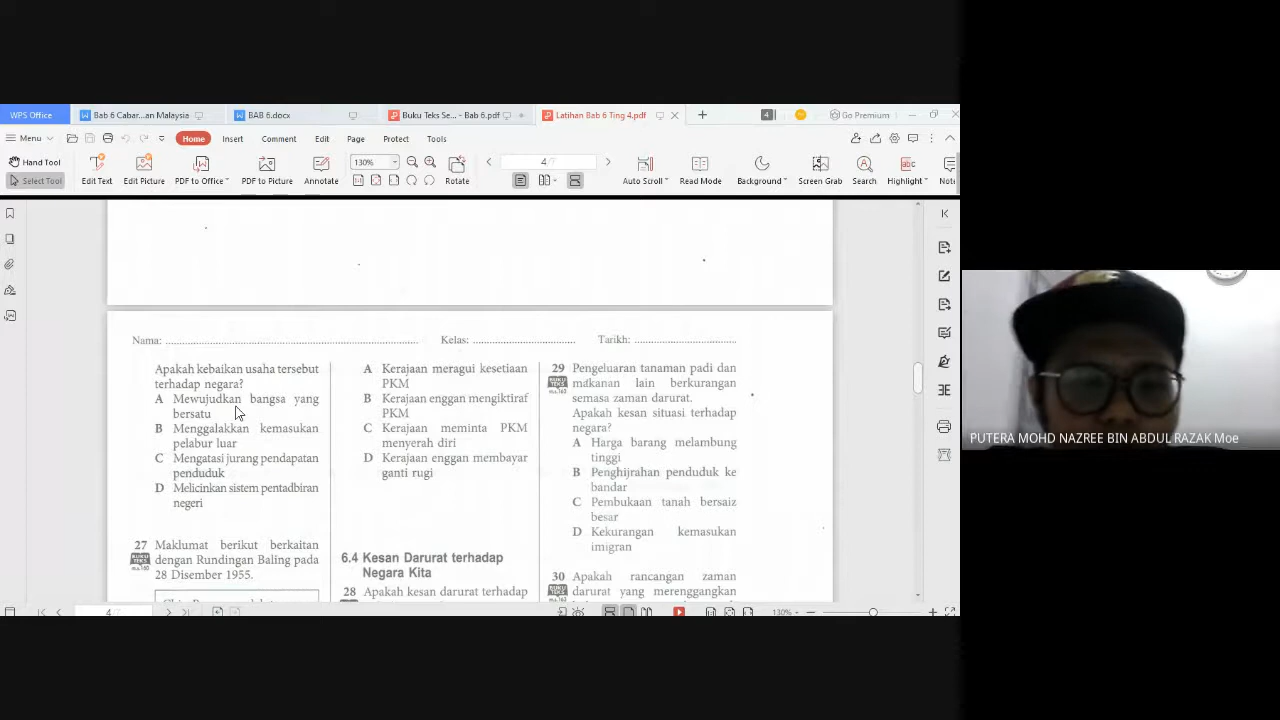 WPS Office
Bab 6 Cabar...an Malaysia
BAB 6.docx
Buku Teks Se... - Bab 6.pdf
Latihan Bab 6 Ting 4.pdf
4
Go Premium
Menu
Home
Insert
Comment
Edit
Page
Protect
Tools
Hand Tool
Select Tool
Edit Text
Edit Picture
PDF to Office
PDF to Picture
Annotate
130%
Rotate
4/7
Auto Scroll
Read Mode
Background
Screen Grab
Search
Highlight
Note
Nama:
Kelas:
Tarikh:
Apakah kebaikan usaha tersebut
terhadap negara?
A Mewujudkan bangsa yang
bersatu
B Menggalakkan kemasukan
pelabur luar
C Mengatasi jurang pendapatan
penduduk
D Melicinkan sistem pentadbiran
negeri
27 Maklumat berikut berkaitan
dengan Rundingan Baling pada
28 Disember 1955.
A Kerajaan meragui kesetiaan
PKM
B Kerajaan enggan mengiktiraf
PKM
C Kerajaan meminta PKM
menyerah diri
D Kerajaan enggan membayar
ganti rugi
6.4 Kesan Darurat terhadap
Negara Kita
28 Apakah kesan darurat terhadap
29 Pengeluaran tanaman padi dan
makanan lain berkurangan
semasa zaman darurat.
Apakah kesan situasi terhadap
negara?
A Harga barang melambung
tinggi
B Penghijrahan penduduk ke
bandar
C Pembukaan tanah bersaiz
besar
D Kekurangan kemasukan
imigran
30 Apakah rancangan zaman
darurat yang merenggangkan
4/7
130%
PUTERA MOHD NAZREE BIN ABDUL RAZAK Moe